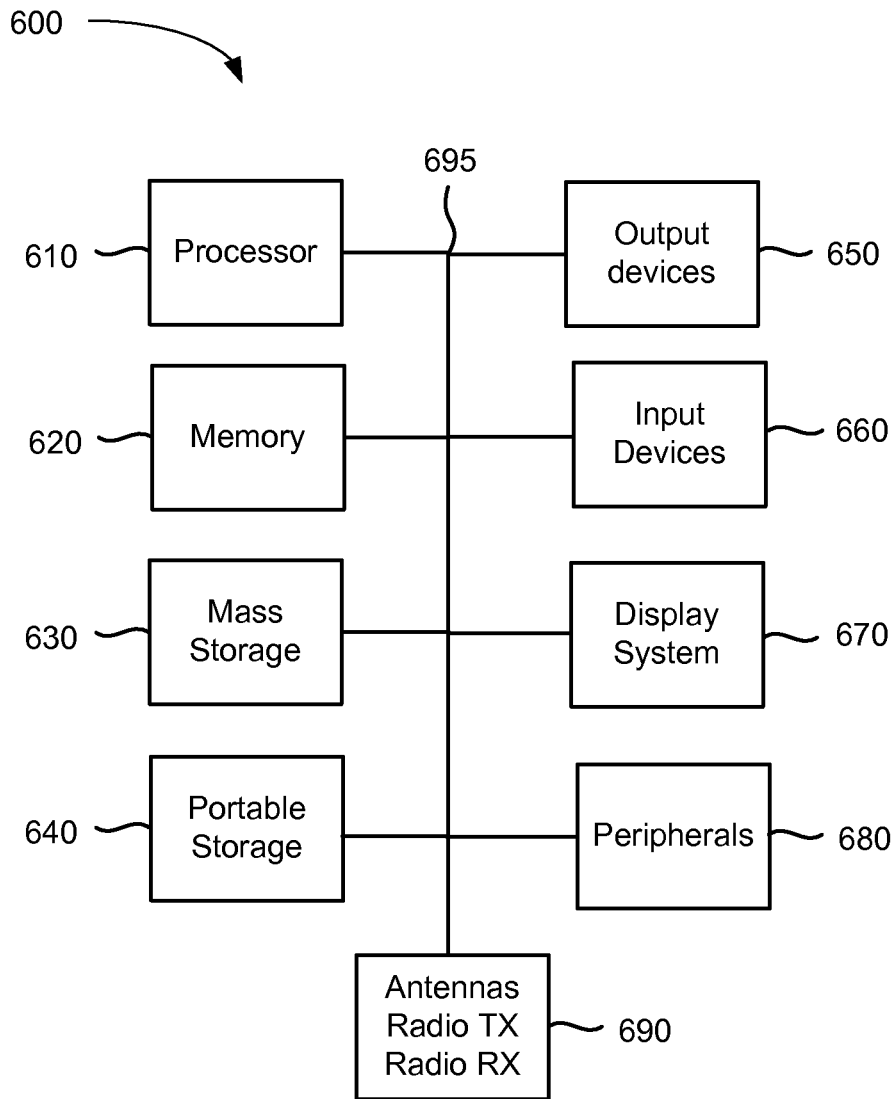 600
695
610
Processor
Output
devices
650
620
Memory
Input
Devices
660
630
Mass
Storage
Display
System
670
640
Portable
Storage
Peripherals
680
Antennas
Radio TX
Radio RX
690